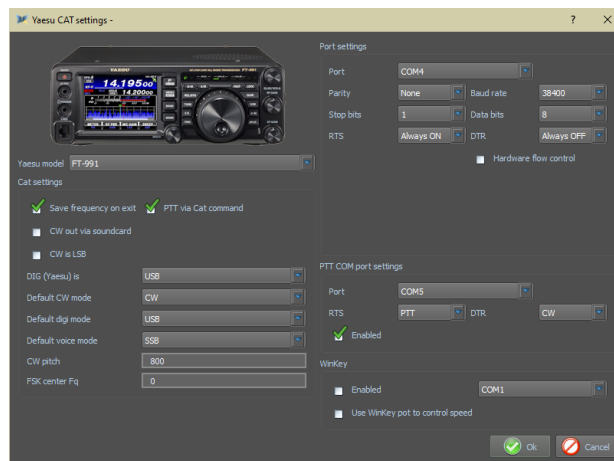 Yaesu CAT settings -
? X
YAESU
FT-991
14.195 00
14.200 00
Yaesu model FT-991
Cat settings
Save frequency on exit PTT via Cat command
CW out via soundcard
CW is LSB
DIG (Yaesu) is USB
Default CW mode CW
Default digi mode USB
Default voice mode SSB
CW pitch 800
FSK center Fq 0
Port settings
Port COM4
Parity None Baud rate 38400
Stop bits 1 Data bits 8
RTS Always ON DTR Always OFF
Hardware flow control
PTT COM port settings
Port COM5
RTS PTT DTR CW
Enabled
WinKey
Enabled COM1
Use WinKey pot to control speed
Ok Cancel